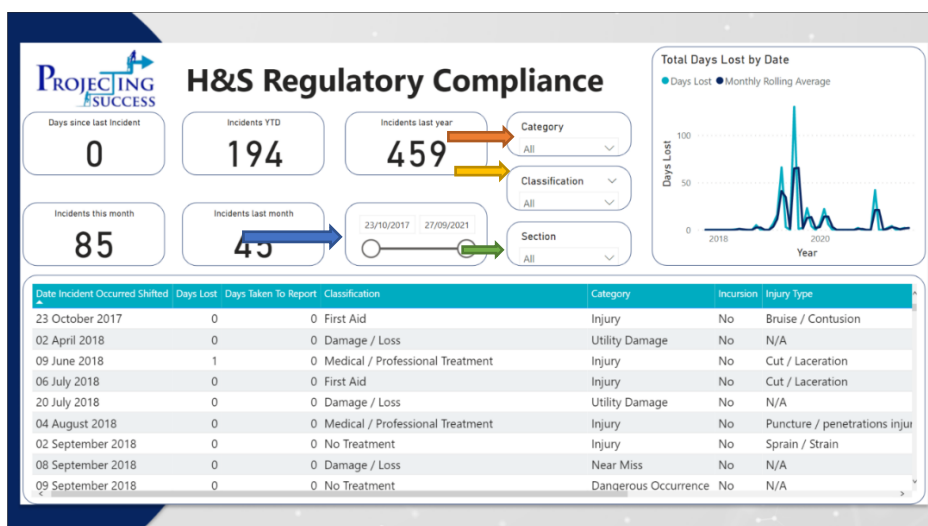 PROJECTING
SUCCESS
H&S Regulatory Compliance
Days since last Incident
0
Incidents YTD
194
Incidents last year
459
Incidents this month
85
Incidents last month
45
23/10/2017 27/09/2021
Category
All
Classification
All
Section
All
Total Days Lost by Date
Days Lost Monthly Rolling Average
Days Lost
100
50
0
2018 2020
Year
Date Incident Occurred Shifted Days Lost Days Taken To Report Classification Category Incursion Injury Type
23 October 2017 0 0 First Aid Injury No Bruise / Contusion
02 April 2018 0 0 Damage / Loss Utility Damage No N/A
09 June 2018 1 0 Medical / Professional Treatment Injury No Cut / Laceration
06 July 2018 0 0 First Aid Injury No Cut / Laceration
20 July 2018 0 0 Damage / Loss Utility Damage No N/A
04 August 2018 0 0 Medical / Professional Treatment Injury No Puncture / penetrations injur
02 September 2018 0 0 No Treatment Injury No Sprain / Strain
08 September 2018 0 0 Damage / Loss Near Miss No N/A
09 September 2018 0 0 No Treatment Dangerous Occurrence No N/A